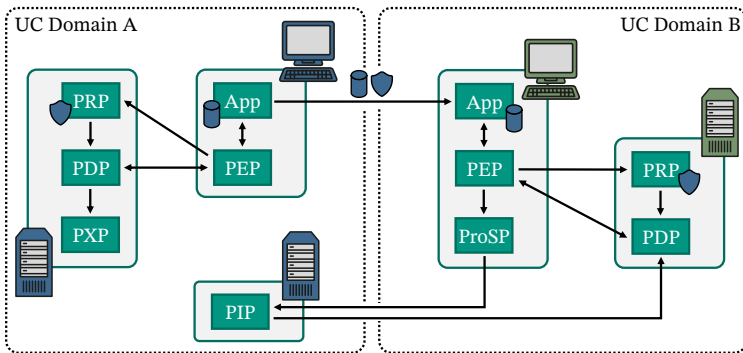 UC Domain A
UC Domain B
PRP
App
App
PDP
PEP
PEP
PRP
PXP
ProSP
PDP
PIP